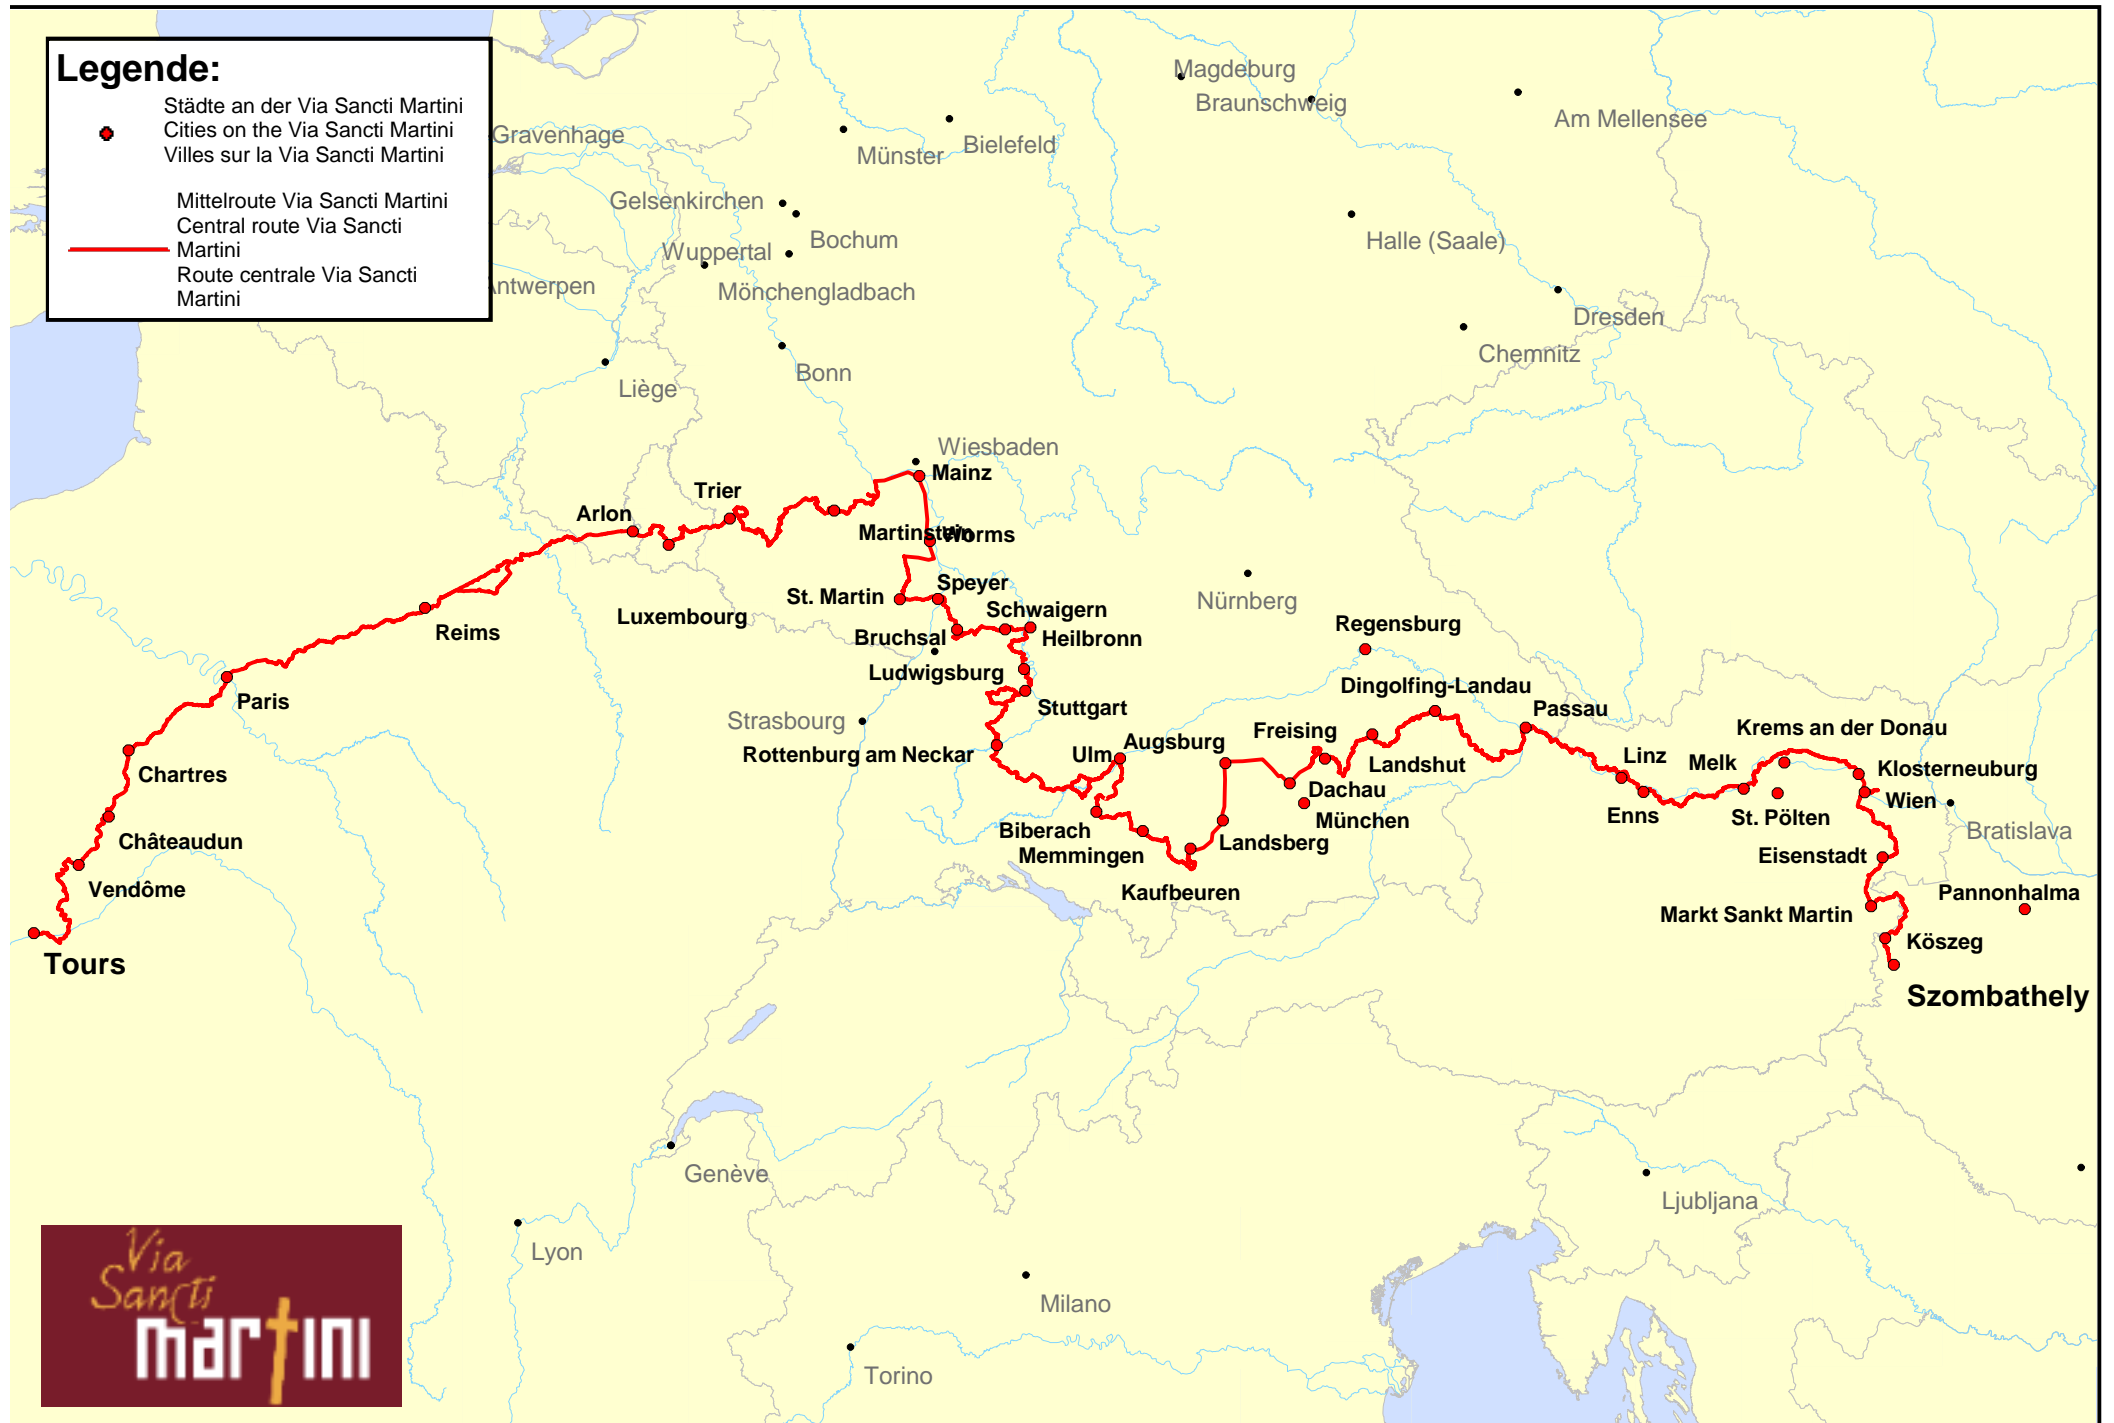 Legende:
Städte an der Via Sancti Martini
Cities on the Via Sancti Martini
Villes sur la Via Sancti Martini
Mittelroute Via Sancti Martini
Central route Via Sancti
Martini
Route centrale Via Sancti
Martini
Magdeburg
Braunschweig
Am Mellensee
Gravenhage
Münster
Bielefeld
Gelsenkirchen
Bochum
Halle (Saale)
Wuppertal
Mönchengladbach
ntwerpen
Dresden
Chemnitz
Bonn
Liège
Wiesbaden
Mainz
Trier
Arlon
Martinstein
Worms
Speyer
St. Martin
Nürnberg
Schwaigern
Luxembourg
Reims
Bruchsal
Heilbronn
Regensburg
Ludwigsburg
Dingolfing-Landau
Paris
Stuttgart
Strasbourg
Passau
Krems an der Donau
Freising
Augsburg
Ulm
Rottenburg am Neckar
Linz
Melk
Landshut
Klosterneuburg
Chartres
Dachau
Wien
München
Enns
St. Pölten
Biberach
Bratislava
Châteaudun
Landsberg
Memmingen
Eisenstadt
Vendôme
Kaufbeuren
Pannonhalma
Markt Sankt Martin
Köszeg
Tours
Szombathely
Genève
Ljubljana
Lyon
Milano
Torino
Via
Sancti
martini